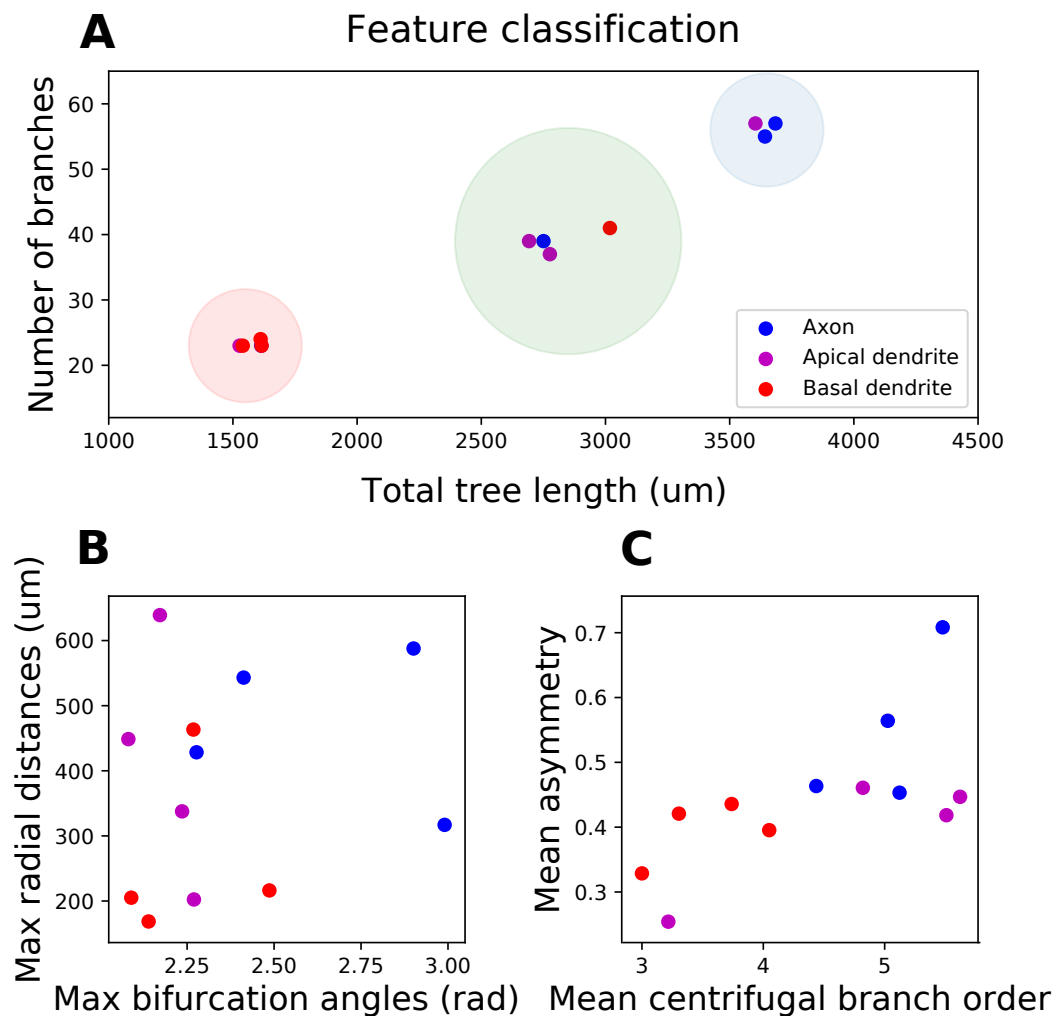 A
Feature classification
Number of branches
60
50
40
30
20
Axon
Apical dendrite
Basal dendrite
1000 1500 2000 2500 3000 3500 4000 4500
Total tree length (um)
B
Max radial distances (um)
600
500
400
300
200
2.25 2.50 2.75 3.00
Max bifurcation angles (rad)
C
Mean asymmetry
0.7
0.6
0.5
0.4
0.3
3 4 5
Mean centrifugal branch order